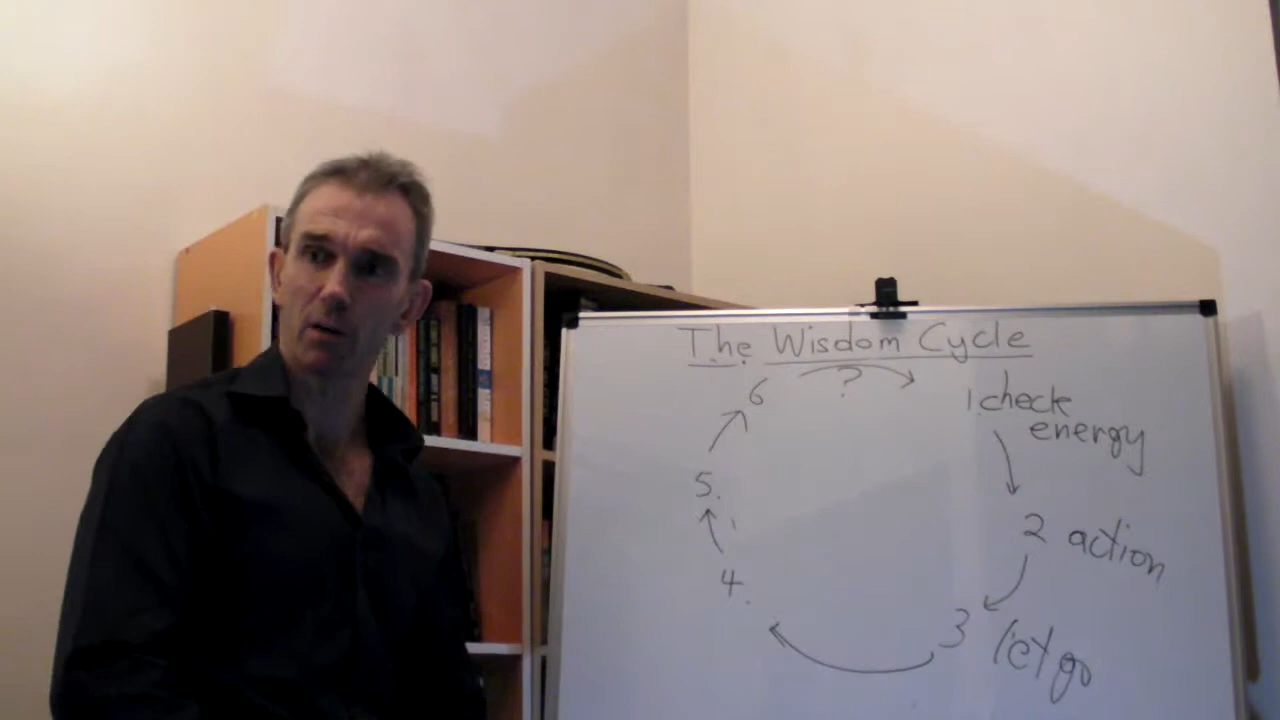 The Wisdom Cycle
6 ?
1. check
energy
5.
2 action
4.
3 let go